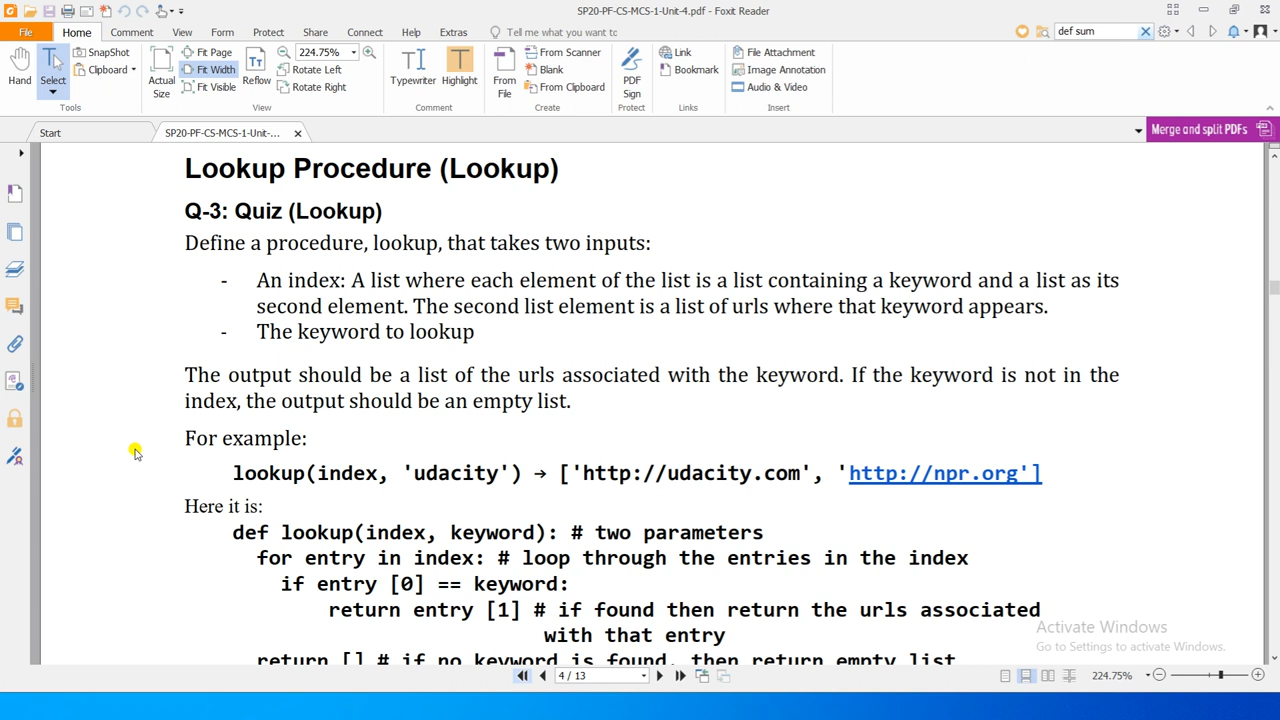 SP20-PF-CS-MCS-1-Unit-4.pdf - Foxit Reader
File Home Comment View Form Protect Share Connect Help Extras Tell me what you want tc def sum
Hand Select SnapShot Clipboard Actual Size Fit Page Fit Width Fit Visible Reflow 224.75% Rotate Left Rotate Right Typewriter Highlight From File From Scanner Blank From Clipboard PDF Sign Link Bookmark File Attachment Image Annotation Audio & Video
Tools View Comment Create Protect Links Insert
Start SP20-PF-CS-MCS-1-Unit-... Merge and split PDFs
Lookup Procedure (Lookup)
Q-3: Quiz (Lookup)
Define a procedure, lookup, that takes two inputs:
- An index: A list where each element of the list is a list containing a keyword and a list as its
second element. The second list element is a list of urls where that keyword appears.
- The keyword to lookup
The output should be a list of the urls associated with the keyword. If the keyword is not in the
index, the output should be an empty list.
For example:
lookup(index, 'udacity') → ['http://udacity.com', 'http://npr.org']
Here it is:
def lookup(index, keyword): # two parameters
for entry in index: # loop through the entries in the index
if entry [0] == keyword:
return entry [1] # if found then return the urls associated
with that entry
return [] # if no keyword is found, then return empty list
Activate Windows
Go to Settings to activate Windows.
4 / 13 224.75%